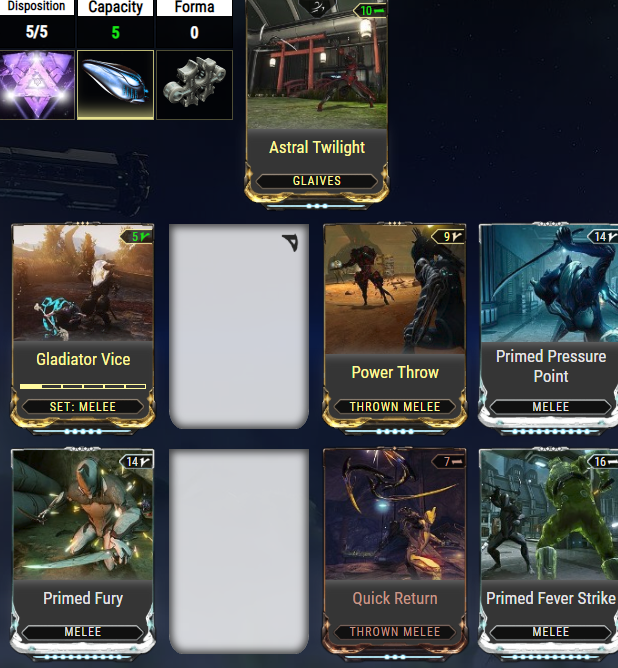 Disposition Capacity Forma
5/5 5 0
10
Astral Twilight
GLAIVES
5 9 14
Gladiator Vice
Power Throw
Primed Pressure
Point
SET: MELEE THROWN MELEE MELEE
14 7 16
Primed Fury Quick Return Primed Fever Strike
MELEE THROWN MELEE MELEE